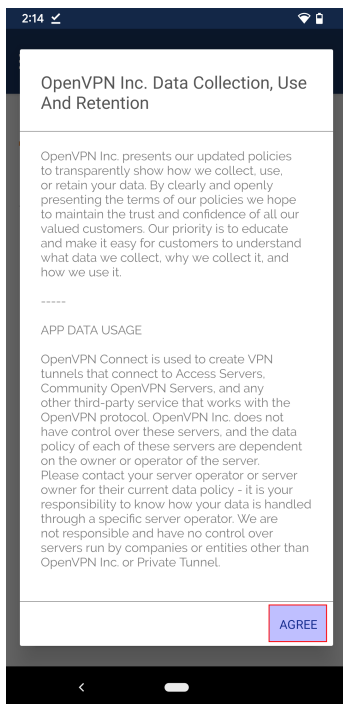 2:14
OpenVPN Inc. Data Collection, Use
And Retention
OpenVPN Inc. presents our updated policies
to transparently show how we collect, use,
or retain your data. By clearly and openly
presenting the terms of our policies we hope
to maintain the trust and confidence of all our
valued customers. Our priority is to educate
and make it easy for customers to understand
what data we collect, why we collect it, and
how we use it.
-----
APP DATA USAGE
OpenVPN Connect is used to create VPN
tunnels that connect to Access Servers,
Community OpenVPN Servers, and any
other third-party service that works with the
OpenVPN protocol. OpenVPN Inc. does not
have control over these servers, and the data
policy of each of these servers are dependent
on the owner or operator of the server.
Please contact your server operator or server
owner for their current data policy - it is your
responsibility to know how your data is handled
through a specific server operator. We are
not responsible and have no control over
servers run by companies or entities other than
OpenVPN Inc. or Private Tunnel.
AGREE